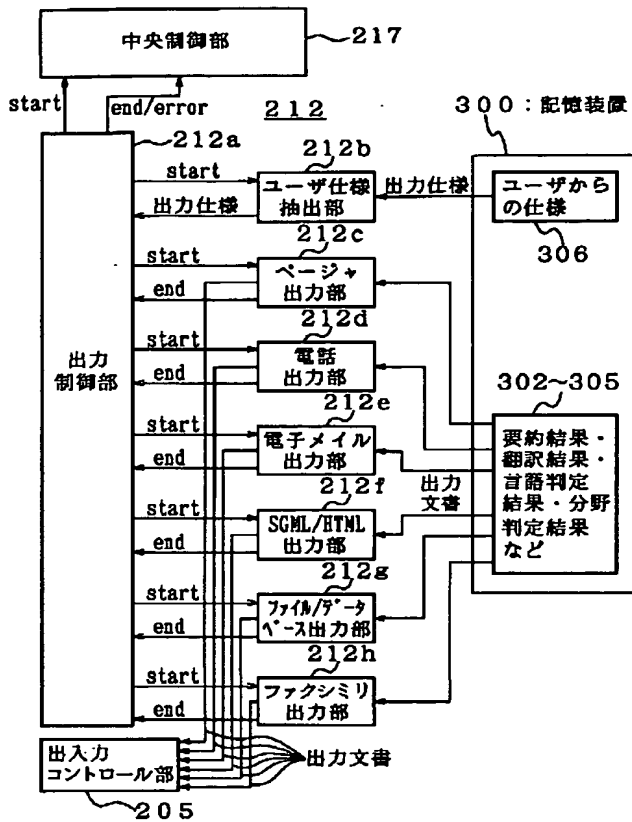 中央制御部
217
start
end/error
212
300：記憶装置
212a
212b
start
ユーザ仕様
抽出部
出力仕様
出力仕様
ユーザから
の仕様
306
212c
start
ページャ
出力部
end
212d
start
電話
出力部
end
出力
制御部
302～305
212e
start
電子メイル
出力部
end
要約結果・
翻訳結果・
言語判定
結果・分野
判定結果
など
出力
文書
212f
start
SGML/HTML
出力部
end
212g
start
ファイル/データ
ベース出力部
end
212h
start
ファクシミリ
出力部
end
出入力
コントロール部
205
出力文書